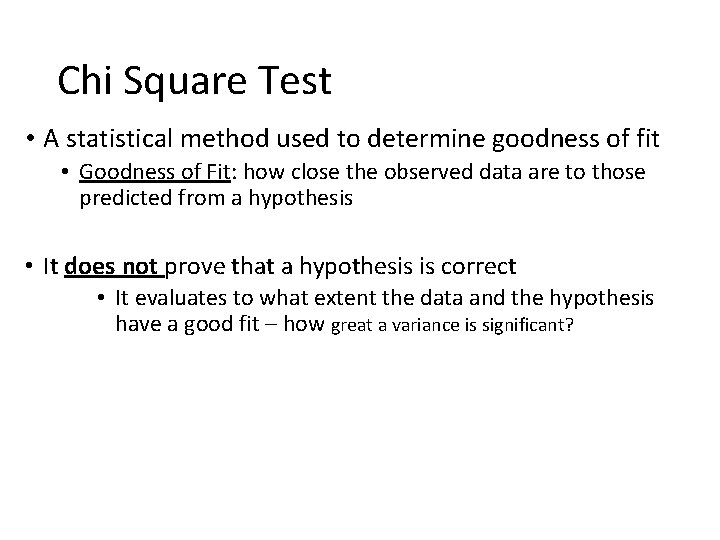 Chi Square Test
• A statistical method used to determine goodness of fit
• Goodness of Fit: how close the observed data are to those
predicted from a hypothesis
• It does not prove that a hypothesis is correct
• It evaluates to what extent the data and the hypothesis
have a good fit – how great a variance is significant?